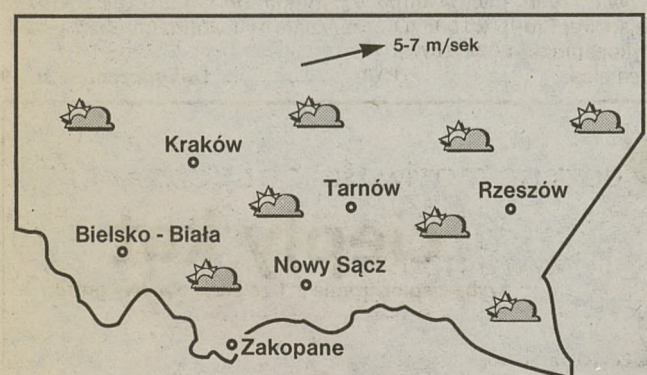 5-7 m/sek
Kraków
Tarnów
Rzeszów
Bielsko - Biała
Nowy Sącz
Zakopane